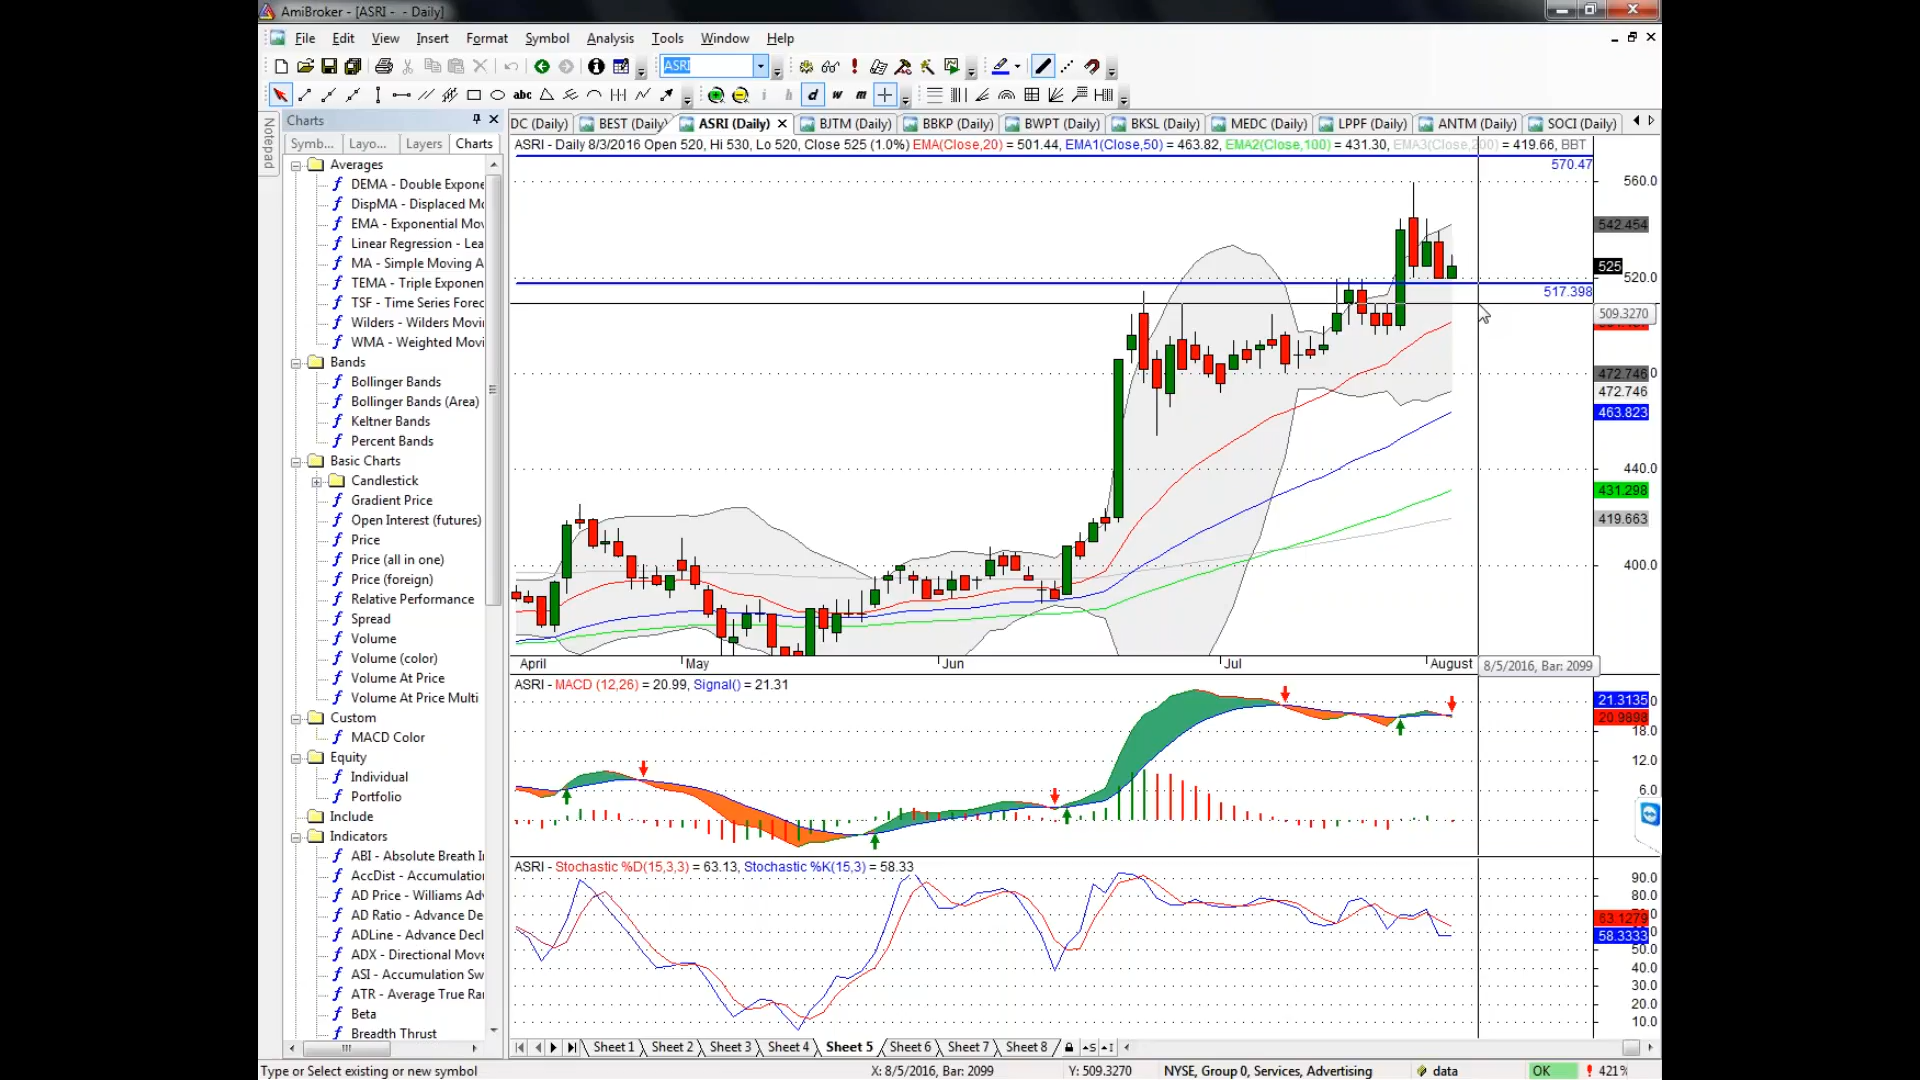 AmiBroker - [ASRI - - Daily]
File Edit View Insert Format Symbol Analysis Tools Window Help
ASRI
abc i h d w m
Notepad
Charts
Symb... Layo... Layers Charts
Averages
DEMA - Double Expone
DispMA - Displaced Mo
EMA - Exponential Mov
Linear Regression - Lea
MA - Simple Moving A
TEMA - Triple Exponen
TSF - Time Series Forec
Wilders - Wilders Movi
WMA - Weighted Movi
Bands
Bollinger Bands
Bollinger Bands (Area)
Keltner Bands
Percent Bands
Basic Charts
Candlestick
Gradient Price
Open Interest (futures)
Price
Price (all in one)
Price (foreign)
Relative Performance
Spread
Volume
Volume (color)
Volume At Price
Volume At Price Multi
Custom
MACD Color
Equity
Individual
Portfolio
Include
Indicators
ABI - Absolute Breath I
AccDist - Accumulatio
AD Price - Williams Adv
AD Ratio - Advance De
ADLine - Advance Decl
ADX - Directional Move
ASI - Accumulation Sw
ATR - Average True Ra
Beta
Breadth Thrust
DC (Daily) BEST (Daily) ASRI (Daily) BJTM (Daily) BBKP (Daily) BWPT (Daily) BKSL (Daily) MEDC (Daily) LPPF (Daily) ANTM (Daily) SOCI (Daily)
ASRI - Daily 8/3/2016 Open 520, Hi 530, Lo 520, Close 525 (1.0%) EMA(Close,20) = 501.44, EMA1(Close,50) = 463.82, EMA2(Close,100) = 431.30, EMA3(Close,200) = 419.66, BBT
570.47
560.0
542.454
525
520.0
517.398
509.3270
472.746
472.746
463.823
440.0
431.298
419.663
400.0
April May Jun Jul August 8/5/2016, Bar: 2099
ASRI - MACD (12,26) = 20.99, Signal() = 21.31
21.3135
20.9898
18.0
12.0
6.0
ASRI - Stochastic %D(15,3,3) = 63.13, Stochastic %K(15,3) = 58.33
90.0
80.0
63.1279
58.3333
50.0
40.0
30.0
20.0
10.0
Sheet 1 Sheet 2 Sheet 3 Sheet 4 Sheet 5 Sheet 6 Sheet 7 Sheet 8
Type or Select existing or new symbol X: 8/5/2016, Bar: 2099 Y: 509.3270 NYSE, Group 0, Services, Advertising data OK 421%